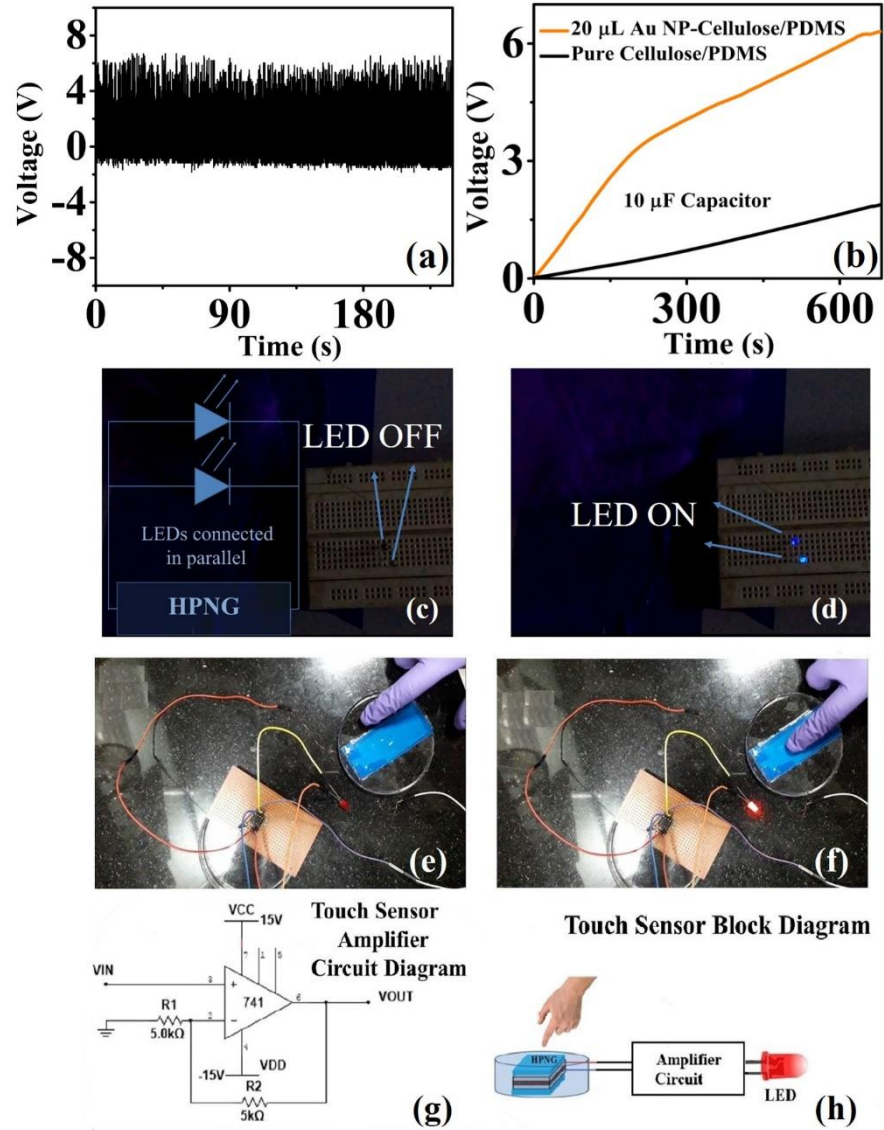 8
4
0
-4
-8
Voltage (V)
0
90
180
Time (s)
(a)
6
3
0
Voltage (V)
20 μL Au NP-Cellulose/PDMS
Pure Cellulose/PDMS
10 μF Capacitor
0
300
600
Time (s)
(b)
LED OFF
LEDs connected
in parallel
HPNG
(c)
LED ON
(d)
(e)
(f)
VCC
15V
Touch Sensor
Amplifier
Circuit Diagram
7
1
5
VIN
3
+
741
6
VOUT
R1
2
−
5.0kΩ
4
-15V
VDD
R2
5kΩ
(g)
Touch Sensor Block Diagram
HPNG
Amplifier
Circuit
LED
(h)